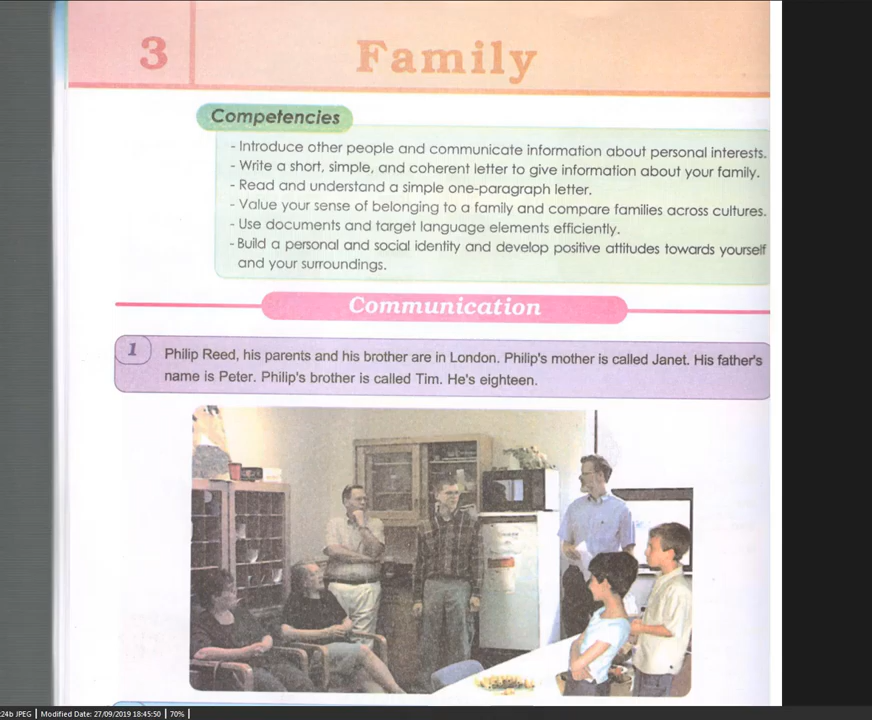 3
Family
Competencies
- Introduce other people and communicate information about personal interests.
- Write a short, simple, and coherent letter to give information about your family.
- Read and understand a simple one-paragraph letter.
- Value your sense of belonging to a family and compare families across cultures.
- Use documents and target language elements efficiently.
- Build a personal and social identity and develop positive attitudes towards yourself
and your surroundings.
Communication
1
Philip Reed, his parents and his brother are in London. Philip's mother is called Janet. His father's
name is Peter. Philip's brother is called Tim. He's eighteen.
24b JPEG | Modified Date: 27/09/2019 18:45:50 | 70% |